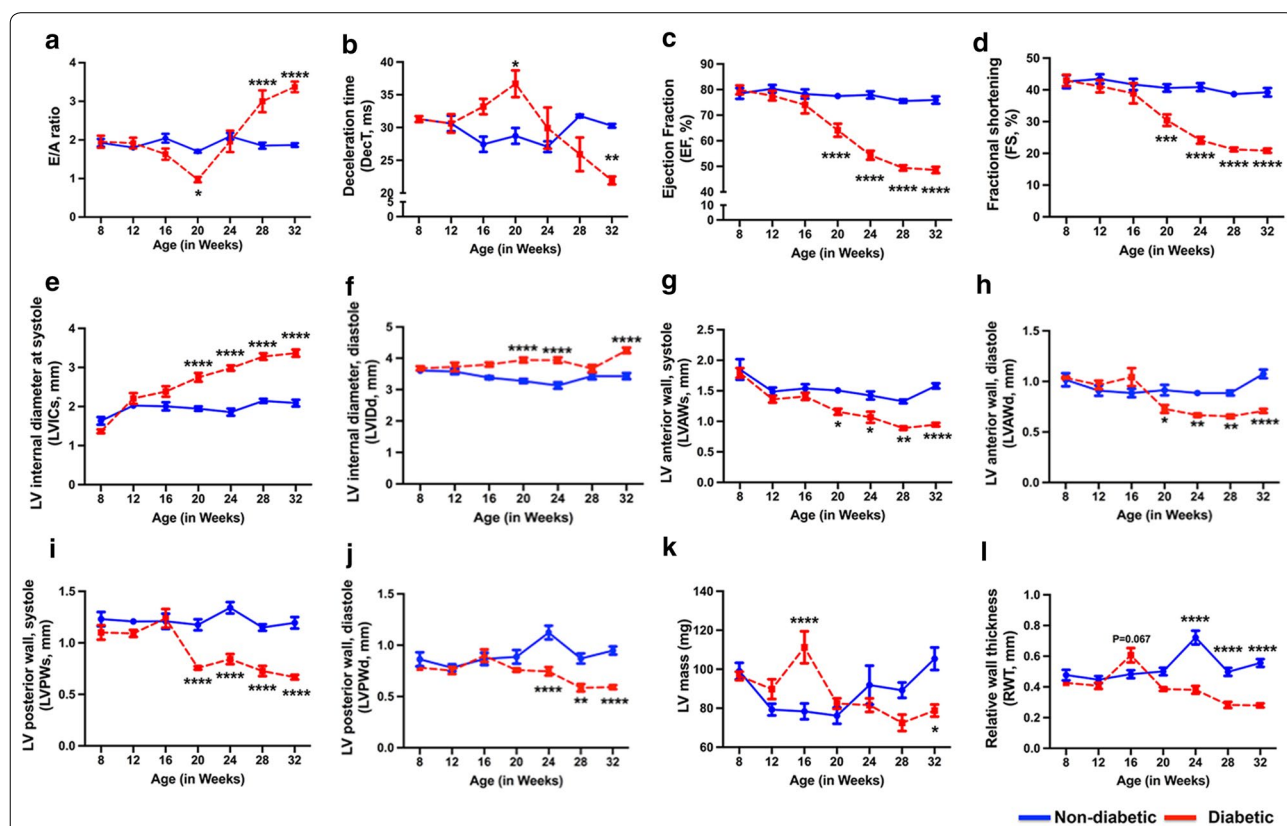 a
E/A ratio
4
3
2
1
0
****
****
*
8 12 16 20 24 28 32
Age (in Weeks)
b
Deceleration time
(DecT, ms)
40
35
30
25
20
5
0
*
**
8 12 16 20 24 28 32
Age (in Weeks)
c
Ejection Fraction
(EF, %)
90
80
70
60
50
40
10
0
****
****
****
****
8 12 16 20 24 28 32
Age (in Weeks)
d
Fractional shortening
(FS, %)
50
40
30
20
10
0
***
****
****
****
8 12 16 20 24 28 32
Age (in Weeks)
e
LV internal diameter at systole
(LVICs, mm)
4
3
2
1
0
****
****
****
****
8 12 16 20 24 28 32
Age (in Weeks)
f
LV internal diameter, diastole
(LVIDd, mm)
5
4
3
2
1
0
****
****
****
8 12 16 20 24 28 32
Age (in Weeks)
g
LV anterior wall, systole
(LVAWs, mm)
2.5
2.0
1.5
1.0
0.5
0.0
*
*
**
****
8 12 16 20 24 28 32
Age (in Weeks)
h
LV anterior wall, diastole
(LVAWd, mm)
1.5
1.0
0.5
0.0
*
**
**
****
8 12 16 20 24 28 32
Age (in Weeks)
i
LV posterior wall, systole
(LVPWs, mm)
1.5
1.0
0.5
0.0
****
****
****
****
8 12 16 20 24 28 32
Age (in Weeks)
j
LV posterior wall, diastole
(LVPWd, mm)
1.5
1.0
0.5
0.0
****
**
****
8 12 16 20 24 28 32
Age (in Weeks)
k
LV mass (mg)
140
120
100
80
60
****
*
8 12 16 20 24 28 32
Age (in Weeks)
l
Relative wall thickness
(RWT, mm)
1.0
0.8
0.6
0.4
0.2
0.0
P=0.067
****
****
****
8 12 16 20 24 28 32
Age (in Weeks)
Non-diabetic
Diabetic